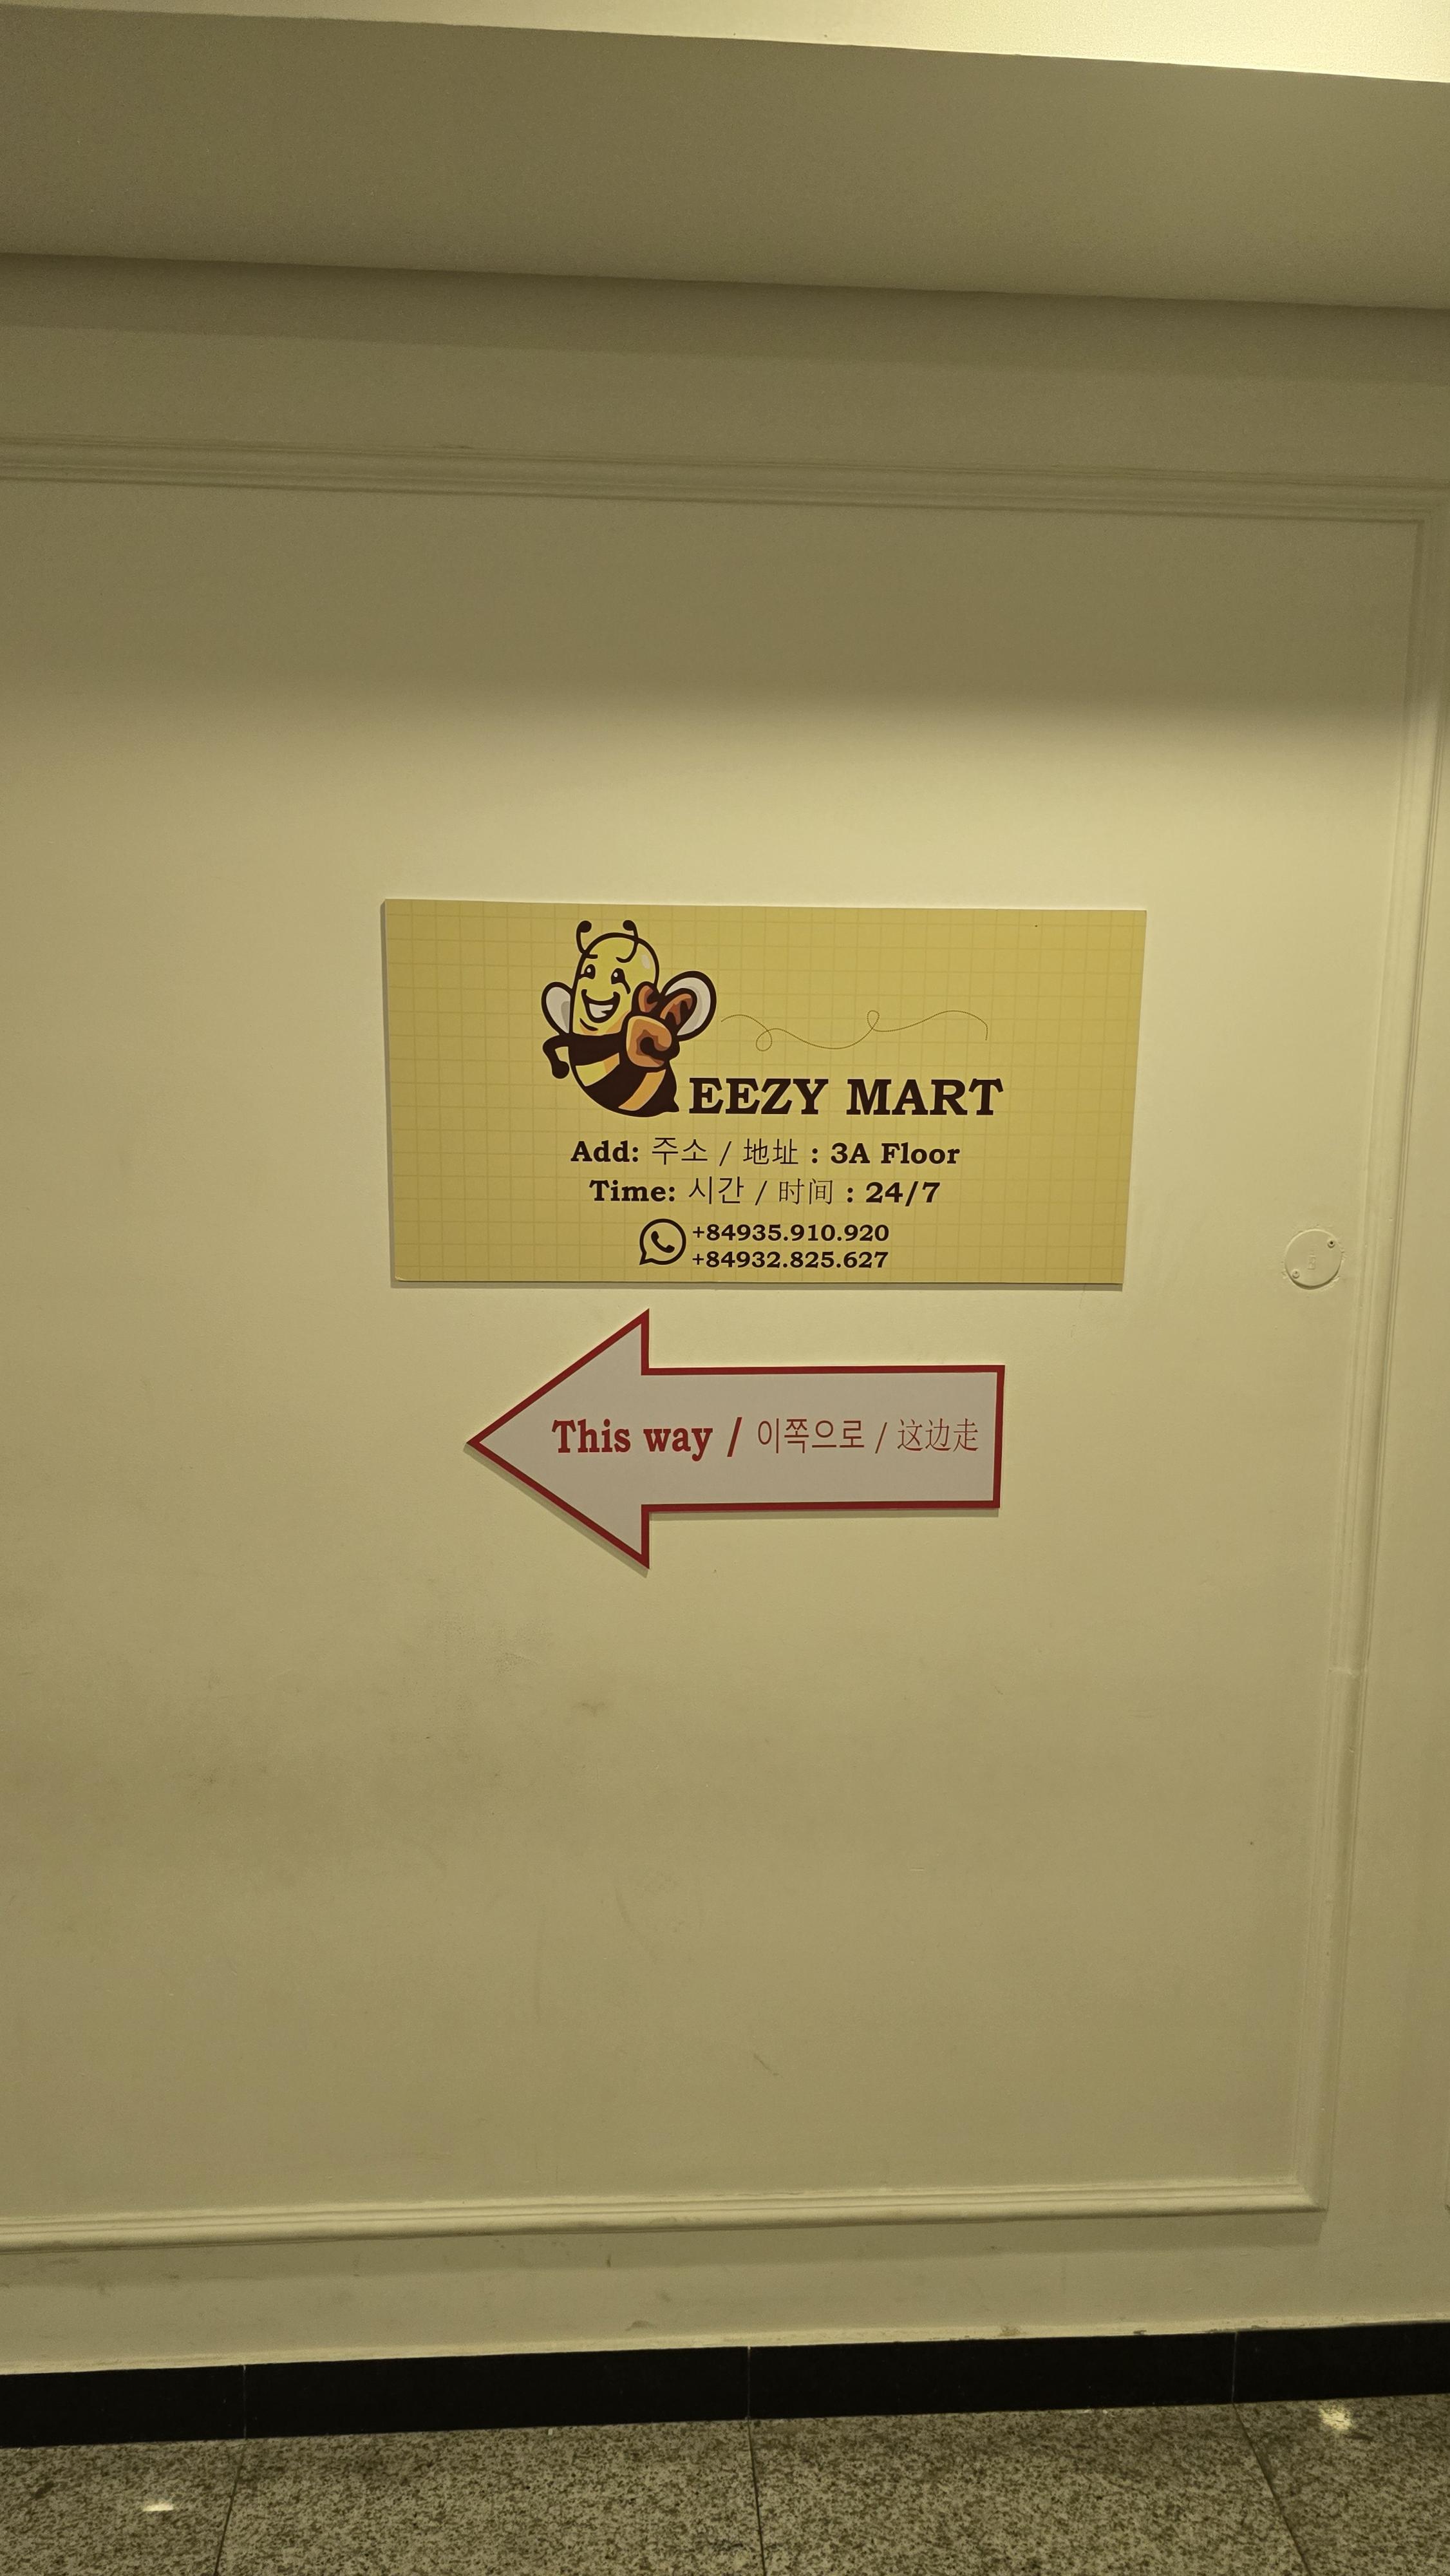 EEZY MART
Add: 주소 / 地址 : 3A Floor
Time: 시간 / 时间 : 24/7
+84935.910.920
+84932.825.627
This way / 이쪽으로 / 这边走